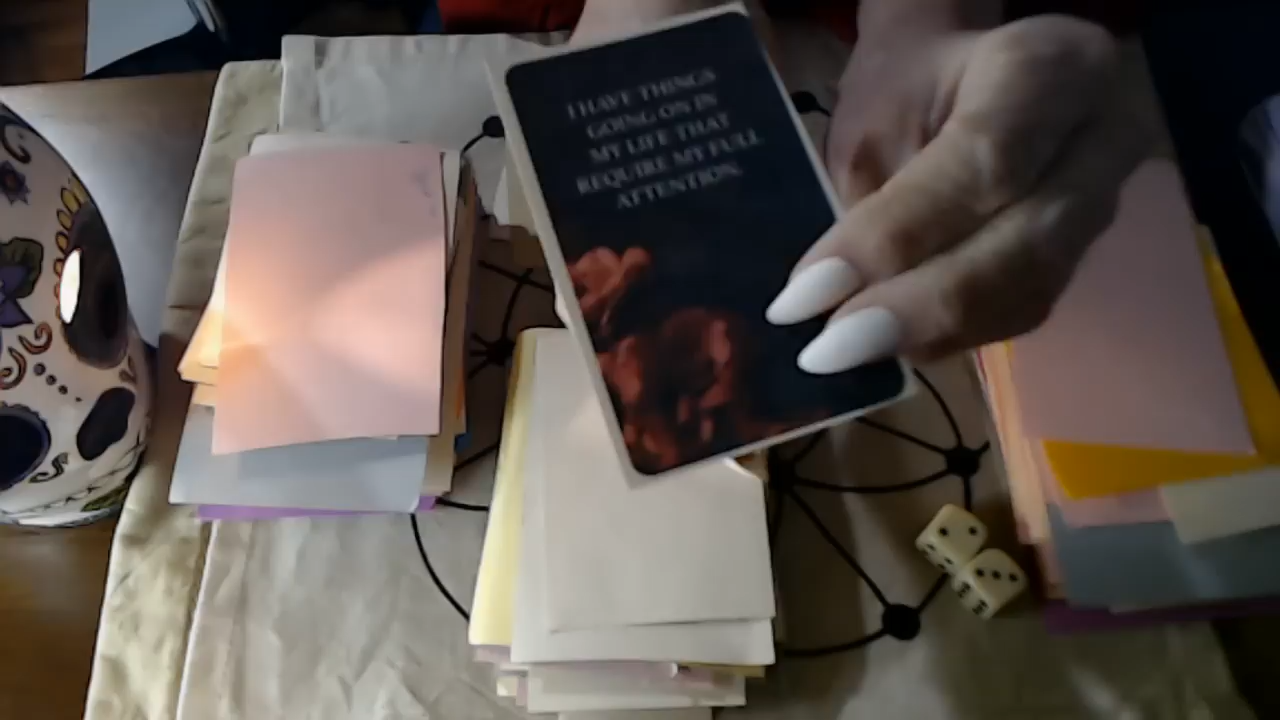 I HAVE THINGS
GOING ON IN
MY LIFE THAT
REQUIRE MY FULL
ATTENTION.